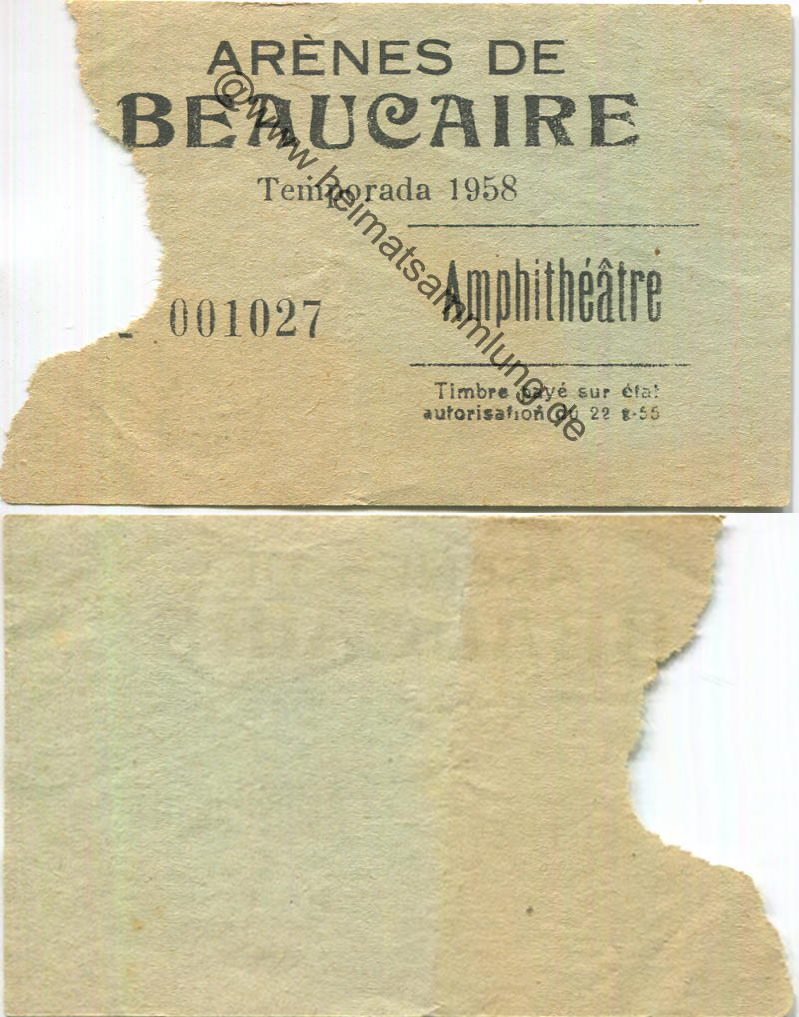 ARÈNES DE
BEAUCAIRE
Temporada 1958
001027
Amphithéâtre
Timbre payé sur état
autorisation du 22 8-55
@www.heimatsammlung.de